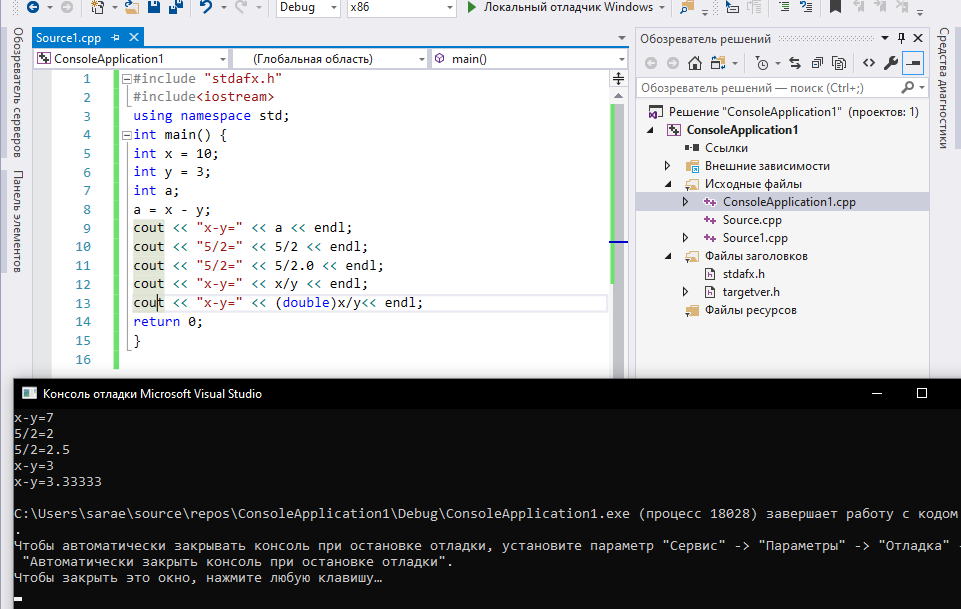 Debug x86 Локальный отладчик Windows
Обозреватель серверов
Панель элементов
Source1.cpp
ConsoleApplication1 (Глобальная область) main()
1 #include "stdafx.h"
2 #include<iostream>
3 using namespace std;
4 int main() {
5 int x = 10;
6 int y = 3;
7 int a;
8 a = x - y;
9 cout << "x-y=" << a << endl;
10 cout << "5/2=" << 5/2 << endl;
11 cout << "5/2=" << 5/2.0 << endl;
12 cout << "x-y=" << x/y << endl;
13 cout << "x-y=" << (double)x/y<< endl;
14 return 0;
15 }
16
Обозреватель решений
Обозреватель решений — поиск (Ctrl+;)
Решение "ConsoleApplication1" (проектов: 1)
ConsoleApplication1
Ссылки
Внешние зависимости
Исходные файлы
ConsoleApplication1.cpp
Source.cpp
Source1.cpp
Файлы заголовков
stdafx.h
targetver.h
Файлы ресурсов
Средства диагностики
Консоль отладки Microsoft Visual Studio
x-y=7
5/2=2
5/2=2.5
x-y=3
x-y=3.33333
C:\Users\sarae\source\repos\ConsoleApplication1\Debug\ConsoleApplication1.exe (процесс 18028) завершает работу с кодом
.
Чтобы автоматически закрывать консоль при остановке отладки, установите параметр "Сервис" -> "Параметры" -> "Отладка" -
"Автоматически закрыть консоль при остановке отладки".
Чтобы закрыть это окно, нажмите любую клавишу…